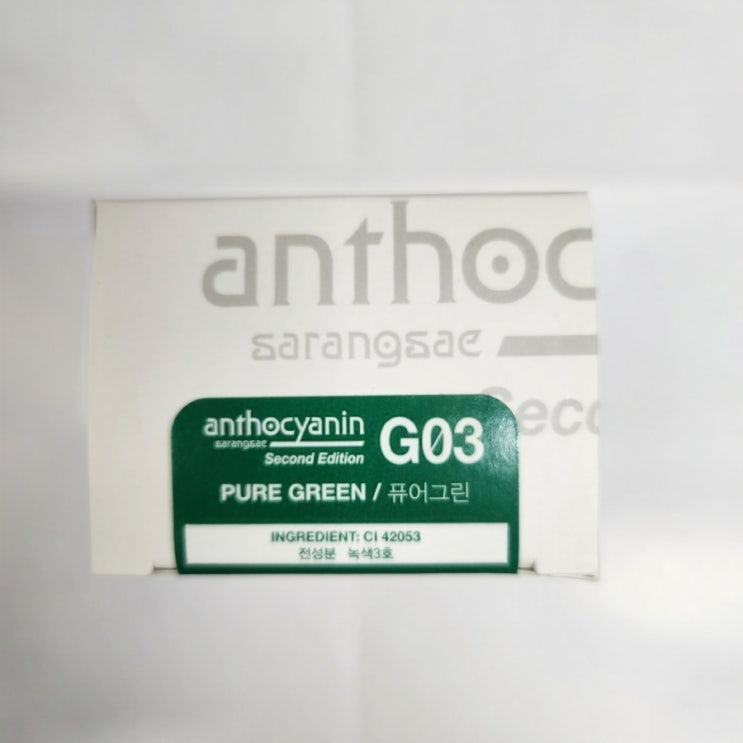 anthoc
sarangsae
Seco
anthocyanin
sarangsae
Second Edition
G03
PURE GREEN / 퓨어그린
INGREDIENT: CI 42053
전성분 녹색3호